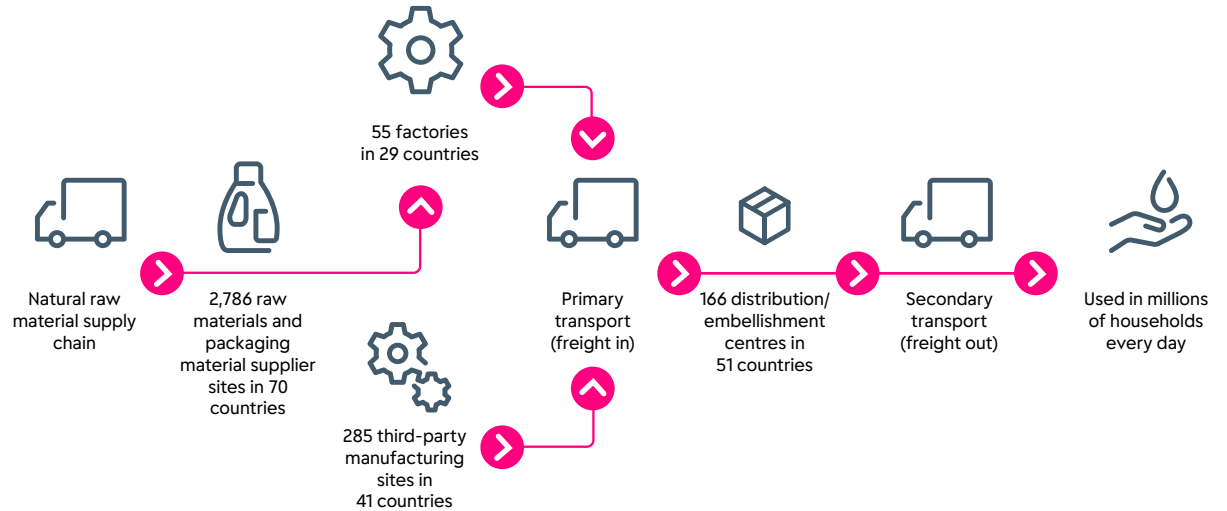 55 factories
in 29 countries
Natural raw
material supply
chain
2,786 raw
materials and
packaging
material supplier
sites in 70
countries
285 third-party
manufacturing
sites in
41 countries
Primary
transport
(freight in)
166 distribution/
embellishment
centres in
51 countries
Secondary
transport
(freight out)
Used in millions
of households
every day